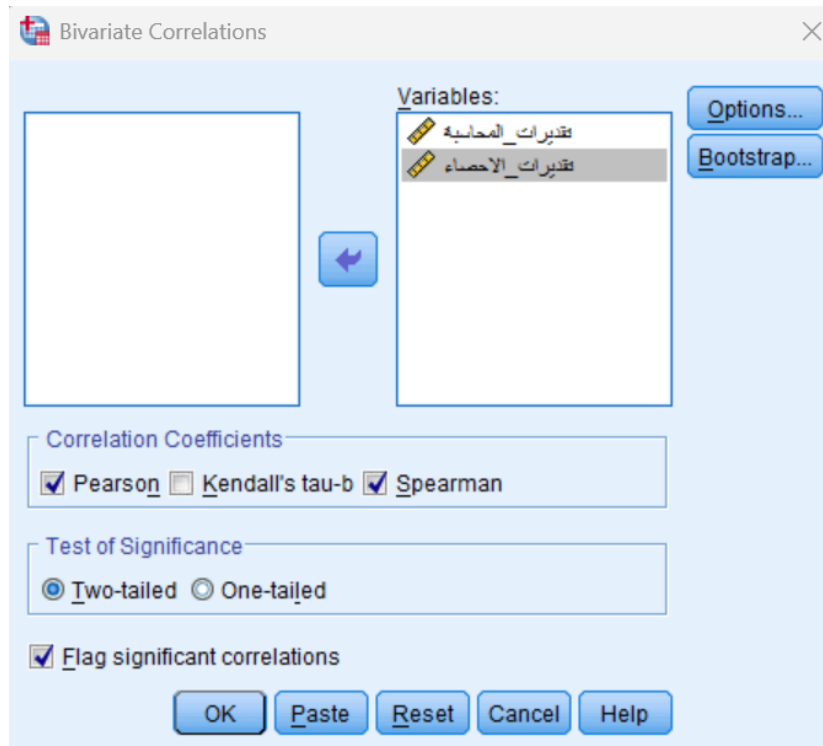 Bivariate Correlations
Variables:
تقديرات_المحاسبة
تقديرات_الاحصاء
Options...
Bootstrap...
Correlation Coefficients
Pearson Kendall's tau-b Spearman
Test of Significance
Two-tailed One-tailed
Flag significant correlations
OK Paste Reset Cancel Help